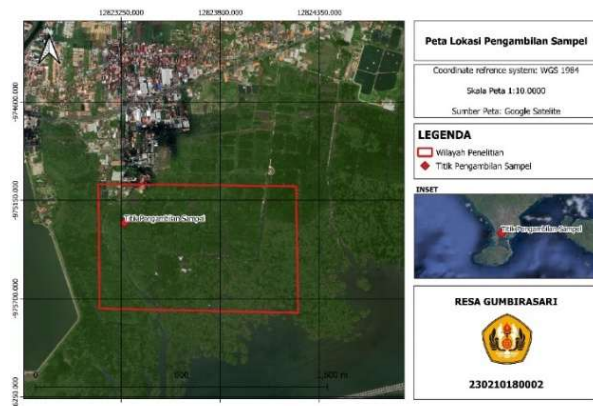 12823250.000
12823800.000
12824350.000
-974600.000
-975150.000
-975700.000
Titik Pengambilan Sampel
0
600
Peta Lokasi Pengambilan Sampel
Coordinate refrence system: WGS 1984
Skala Peta 1:10.0000
Sumber Peta: Google Satelite
LEGENDA
Wilayah Penelitian
Titik Pengambilan Sampel
INSET
Titik Pengambilan Sampel
RESA GUMBIRASARI
230210180002